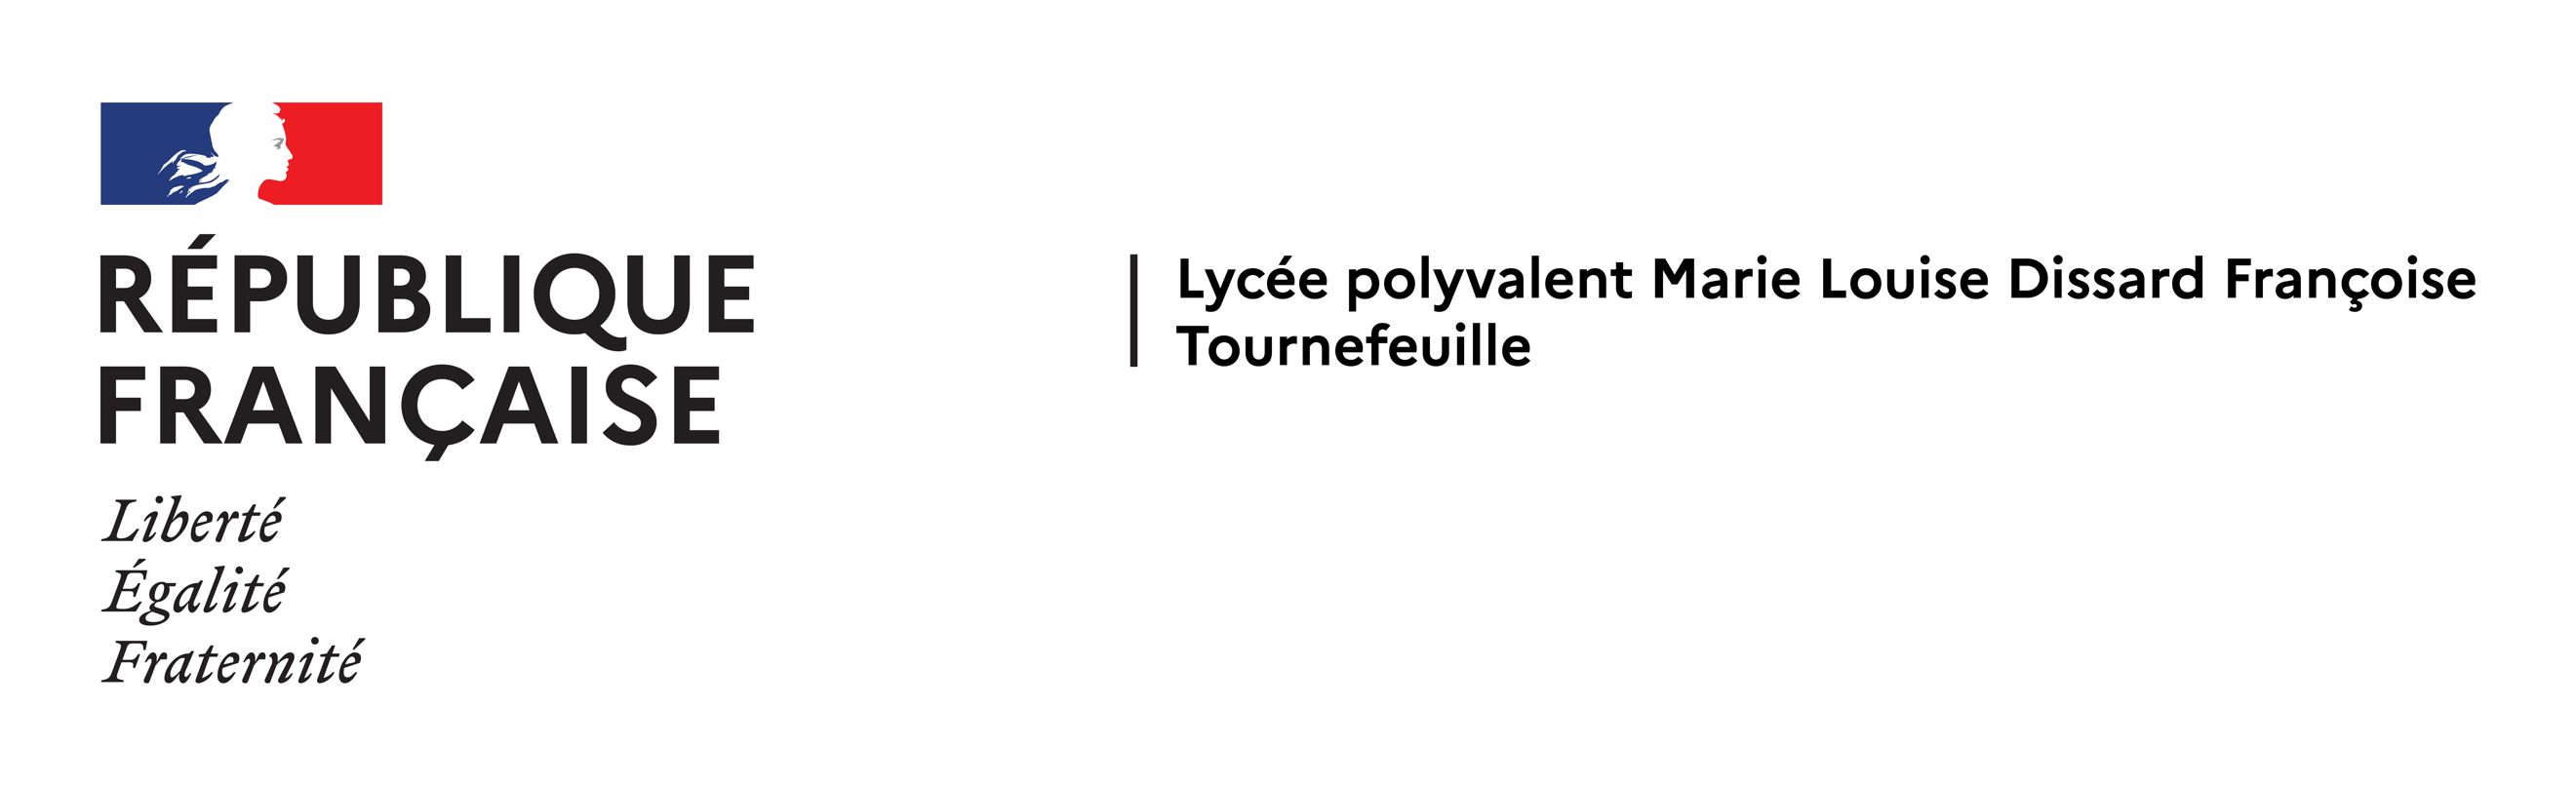 RÉPUBLIQUE
FRANÇAISE
Liberté
Égalité
Fraternité
Lycée polyvalent Marie Louise Dissard Françoise
Tournefeuille